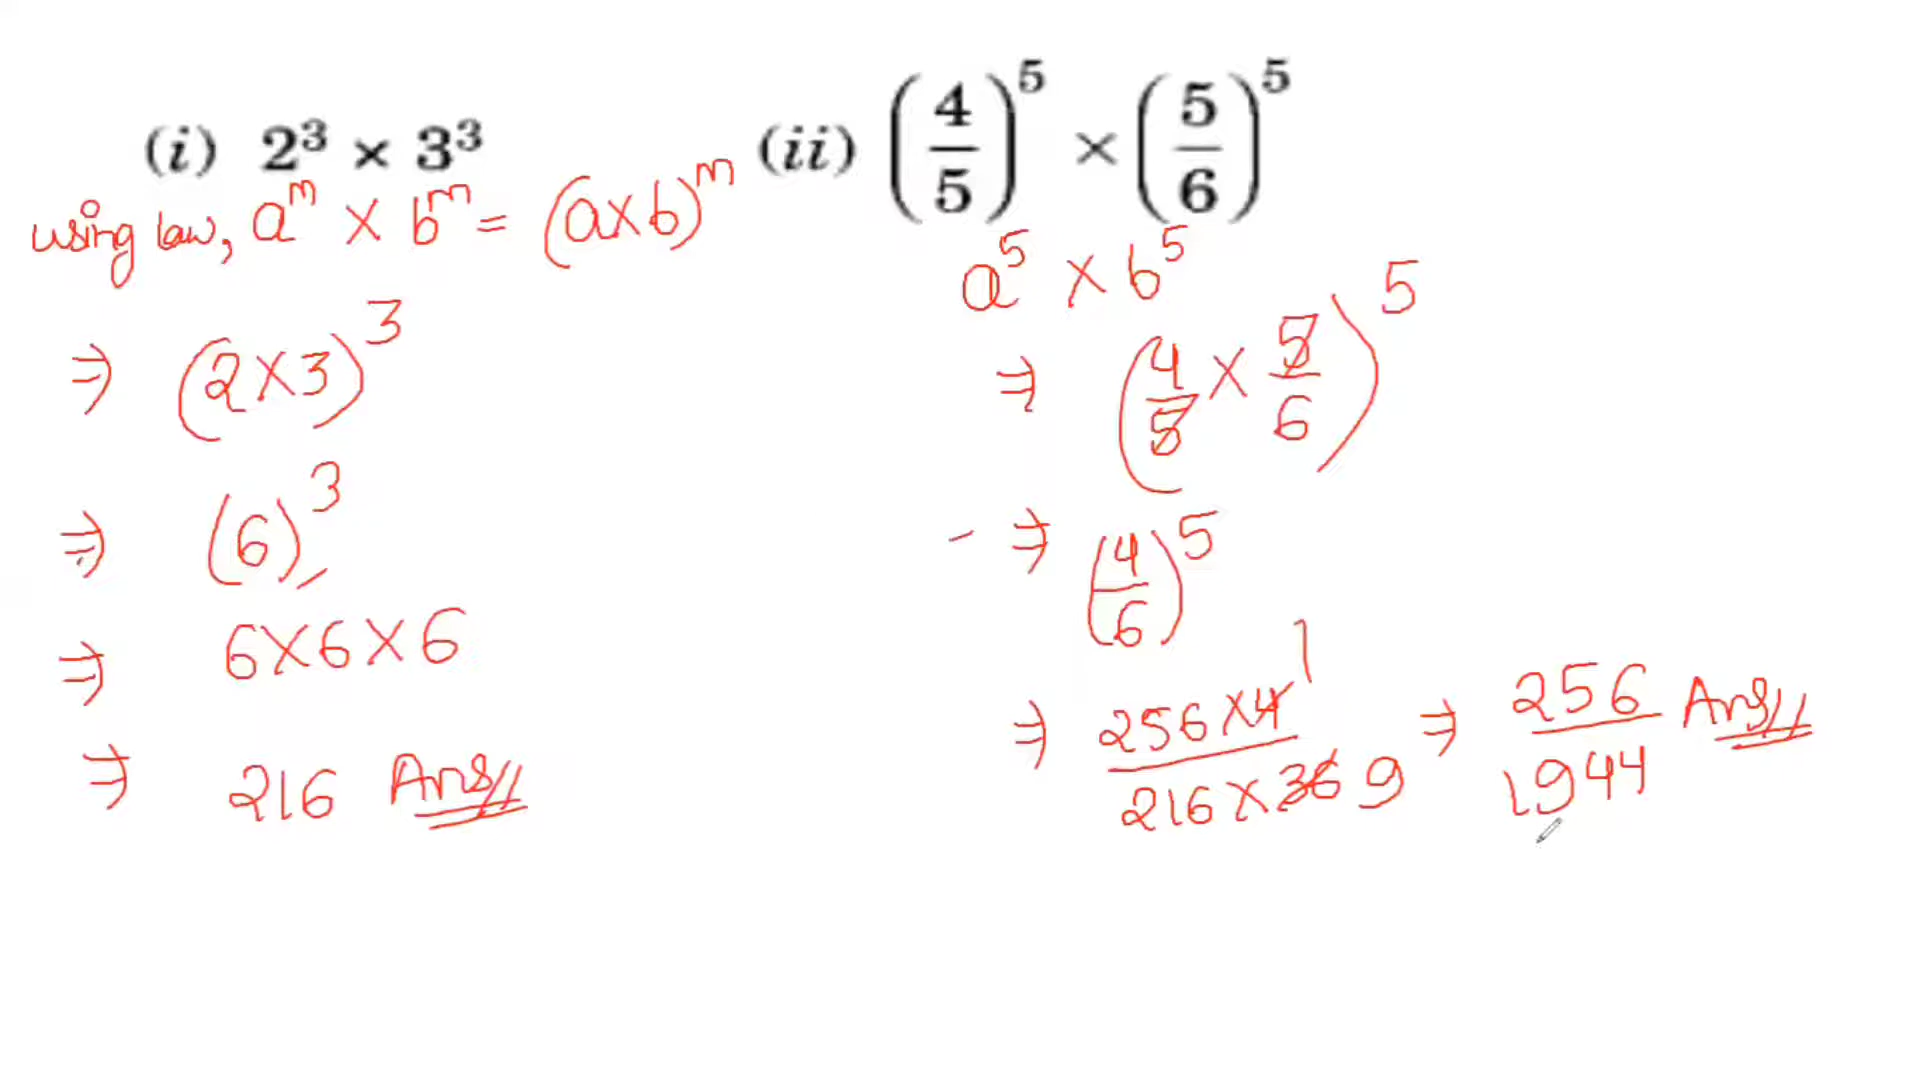 (i) 2³ × 3³
using law, a^m × b^m = (a×b)^m
⇒ (2×3)³
⇒ (6)³
⇒ 6×6×6
⇒ 216 Ans
(ii) (4/5)⁵ × (5/6)⁵
a⁵ × b⁵
⇒ (4/5 × 5/6)⁵
⇒ (4/6)⁵
⇒ 256×4 1 / 216×36 9 ⇒ 256/1944 Ans